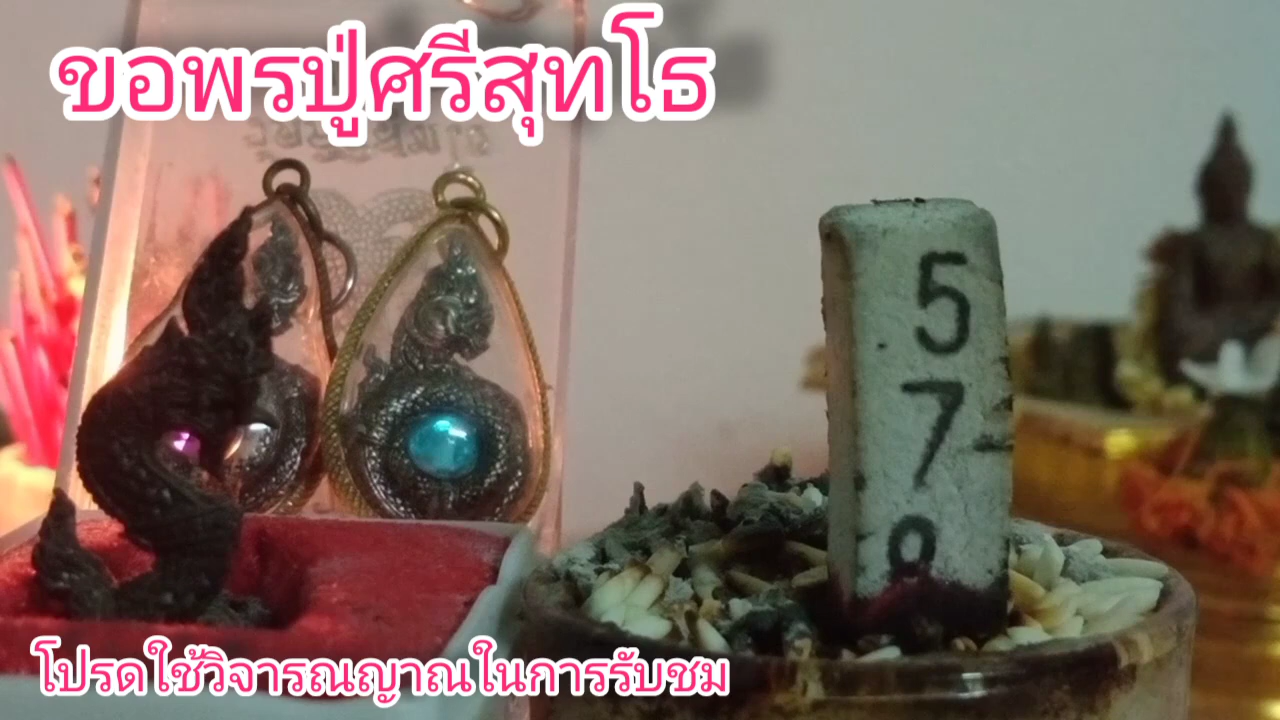 ขอพรปู่ศรีสุทโธ
5
7
โปรดใช้วิจารณญาณในการรับชม